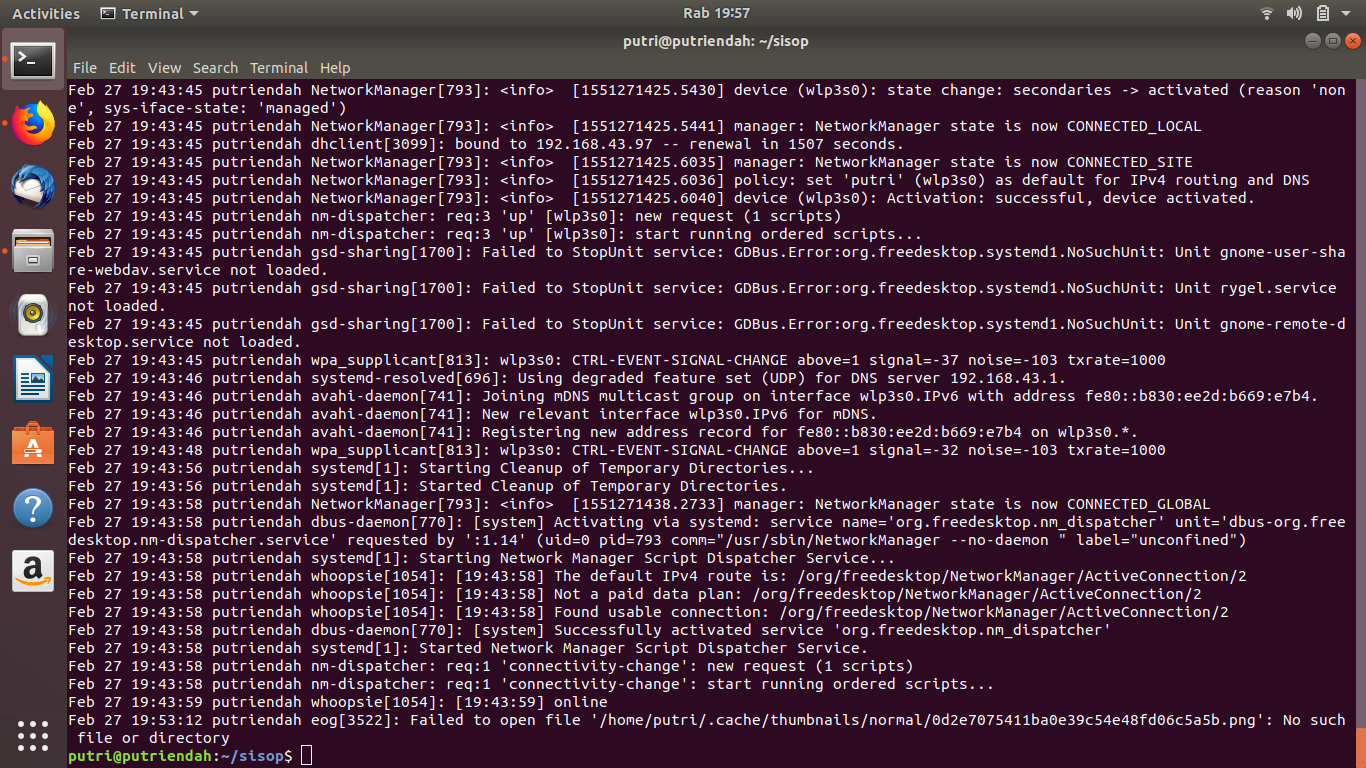 Activities Terminal Rab 19:57
putri@putriendah: ~/sisop
File Edit View Search Terminal Help
Feb 27 19:43:45 putriendah NetworkManager[793]: <info>  [1551271425.5430] device (wlp3s0): state change: secondaries -> activated (reason 'non
e', sys-iface-state: 'managed')
Feb 27 19:43:45 putriendah NetworkManager[793]: <info>  [1551271425.5441] manager: NetworkManager state is now CONNECTED_LOCAL
Feb 27 19:43:45 putriendah dhclient[3099]: bound to 192.168.43.97 -- renewal in 1507 seconds.
Feb 27 19:43:45 putriendah NetworkManager[793]: <info>  [1551271425.6035] manager: NetworkManager state is now CONNECTED_SITE
Feb 27 19:43:45 putriendah NetworkManager[793]: <info>  [1551271425.6036] policy: set 'putri' (wlp3s0) as default for IPv4 routing and DNS
Feb 27 19:43:45 putriendah NetworkManager[793]: <info>  [1551271425.6040] device (wlp3s0): Activation: successful, device activated.
Feb 27 19:43:45 putriendah nm-dispatcher: req:3 'up' [wlp3s0]: new request (1 scripts)
Feb 27 19:43:45 putriendah nm-dispatcher: req:3 'up' [wlp3s0]: start running ordered scripts...
Feb 27 19:43:45 putriendah gsd-sharing[1700]: Failed to StopUnit service: GDBus.Error:org.freedesktop.systemd1.NoSuchUnit: Unit gnome-user-sha
re-webdav.service not loaded.
Feb 27 19:43:45 putriendah gsd-sharing[1700]: Failed to StopUnit service: GDBus.Error:org.freedesktop.systemd1.NoSuchUnit: Unit rygel.service
not loaded.
Feb 27 19:43:45 putriendah gsd-sharing[1700]: Failed to StopUnit service: GDBus.Error:org.freedesktop.systemd1.NoSuchUnit: Unit gnome-remote-d
esktop.service not loaded.
Feb 27 19:43:45 putriendah wpa_supplicant[813]: wlp3s0: CTRL-EVENT-SIGNAL-CHANGE above=1 signal=-37 noise=-103 txrate=1000
Feb 27 19:43:46 putriendah systemd-resolved[696]: Using degraded feature set (UDP) for DNS server 192.168.43.1.
Feb 27 19:43:46 putriendah avahi-daemon[741]: Joining mDNS multicast group on interface wlp3s0.IPv6 with address fe80::b830:ee2d:b669:e7b4.
Feb 27 19:43:46 putriendah avahi-daemon[741]: New relevant interface wlp3s0.IPv6 for mDNS.
Feb 27 19:43:46 putriendah avahi-daemon[741]: Registering new address record for fe80::b830:ee2d:b669:e7b4 on wlp3s0.*.
Feb 27 19:43:48 putriendah wpa_supplicant[813]: wlp3s0: CTRL-EVENT-SIGNAL-CHANGE above=1 signal=-32 noise=-103 txrate=1000
Feb 27 19:43:56 putriendah systemd[1]: Starting Cleanup of Temporary Directories...
Feb 27 19:43:56 putriendah systemd[1]: Started Cleanup of Temporary Directories.
Feb 27 19:43:58 putriendah NetworkManager[793]: <info>  [1551271438.2733] manager: NetworkManager state is now CONNECTED_GLOBAL
Feb 27 19:43:58 putriendah dbus-daemon[770]: [system] Activating via systemd: service name='org.freedesktop.nm_dispatcher' unit='dbus-org.free
desktop.nm-dispatcher.service' requested by ':1.14' (uid=0 pid=793 comm="/usr/sbin/NetworkManager --no-daemon " label="unconfined")
Feb 27 19:43:58 putriendah systemd[1]: Starting Network Manager Script Dispatcher Service...
Feb 27 19:43:58 putriendah whoopsie[1054]: [19:43:58] The default IPv4 route is: /org/freedesktop/NetworkManager/ActiveConnection/2
Feb 27 19:43:58 putriendah whoopsie[1054]: [19:43:58] Not a paid data plan: /org/freedesktop/NetworkManager/ActiveConnection/2
Feb 27 19:43:58 putriendah whoopsie[1054]: [19:43:58] Found usable connection: /org/freedesktop/NetworkManager/ActiveConnection/2
Feb 27 19:43:58 putriendah dbus-daemon[770]: [system] Successfully activated service 'org.freedesktop.nm_dispatcher'
Feb 27 19:43:58 putriendah systemd[1]: Started Network Manager Script Dispatcher Service.
Feb 27 19:43:58 putriendah nm-dispatcher: req:1 'connectivity-change': new request (1 scripts)
Feb 27 19:43:58 putriendah nm-dispatcher: req:1 'connectivity-change': start running ordered scripts...
Feb 27 19:43:59 putriendah whoopsie[1054]: [19:43:59] online
Feb 27 19:53:12 putriendah eog[3522]: Failed to open file '/home/putri/.cache/thumbnails/normal/0d2e7075411ba0e39c54e48fd06c5a5b.png': No such
 file or directory
putri@putriendah:~/sisop$